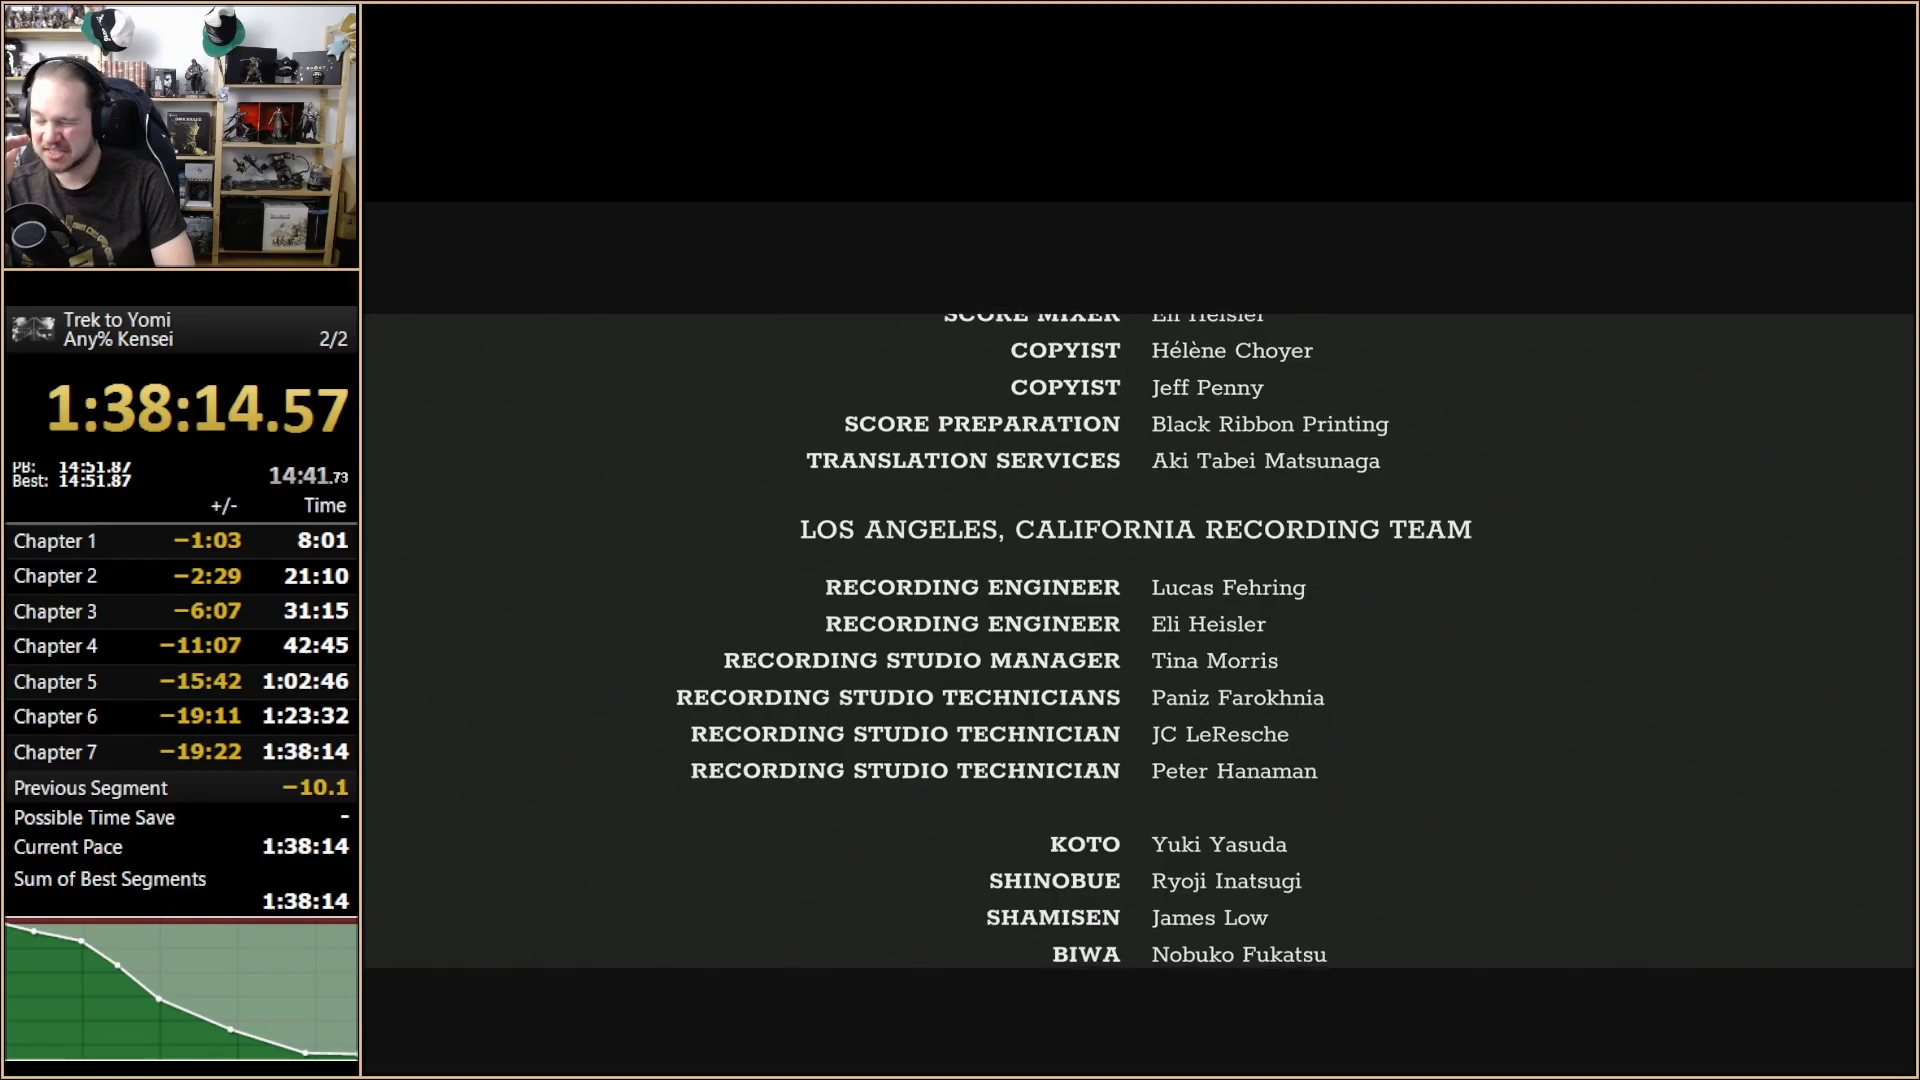 Trek to Yomi
Any% Kensei 2/2
1:38:14.57
PB: 14:51.87
Best: 14:51.87 14:41.73
+/- Time
Chapter 1 −1:03 8:01
Chapter 2 −2:29 21:10
Chapter 3 −6:07 31:15
Chapter 4 −11:07 42:45
Chapter 5 −15:42 1:02:46
Chapter 6 −19:11 1:23:32
Chapter 7 −19:22 1:38:14
Previous Segment −10.1
Possible Time Save -
Current Pace 1:38:14
Sum of Best Segments
1:38:14
SCORE MIXER Eli Heisler
COPYIST Hélène Choyer
COPYIST Jeff Penny
SCORE PREPARATION Black Ribbon Printing
TRANSLATION SERVICES Aki Tabei Matsunaga
LOS ANGELES, CALIFORNIA RECORDING TEAM
RECORDING ENGINEER Lucas Fehring
RECORDING ENGINEER Eli Heisler
RECORDING STUDIO MANAGER Tina Morris
RECORDING STUDIO TECHNICIANS Paniz Farokhnia
RECORDING STUDIO TECHNICIAN JC LeResche
RECORDING STUDIO TECHNICIAN Peter Hanaman
KOTO Yuki Yasuda
SHINOBUE Ryoji Inatsugi
SHAMISEN James Low
BIWA Nobuko Fukatsu